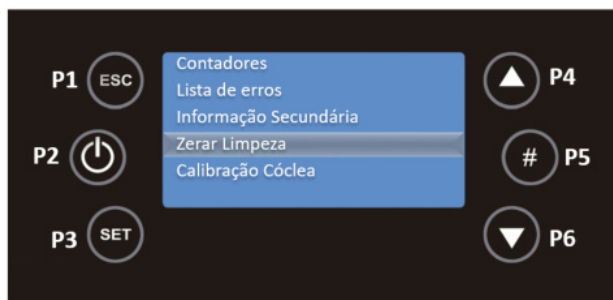 P1 ESC
Contadores
Lista de erros
Informação Secundária
Zerar Limpeza
Calibração Cóclea
P4
P2
# P5
P3 SET
P6